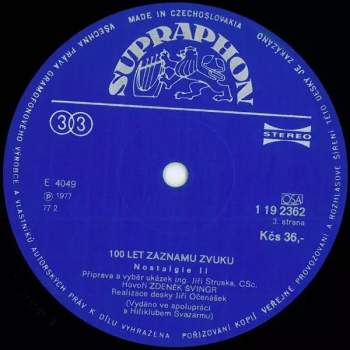 MADE IN CZECHOSLOVAKIA
VŠECHNA PRÁVA GRAMOFONOVÉHO VÝROBCE A VLASTNÍKŮ AUTORSKÝCH PRÁV K DÍLU VYHRAZENA. POŘIZOVÁNÍ KOPIÍ, VEŘEJNÉ PROVOZOVÁNÍ A ROZHLASOVÉ ŠÍŘENÍ TÉTO DESKY JE ZAKÁZÁNO
SUPRAPHON
33
STEREO
E 4049
℗ 1977
77 2
OSA
1 19 2362
3. strana
Kčs 36,-
100 LET ZÁZNAMU ZVUKU
Nostalgie II
Příprava a výběr ukázek ing. Jiří Struska, CSc.
Hovoří ZDENĚK SVINGR
Realizace desky Jiří Očenášek
(Vydáno ve spolupráci
s Hifiklubem Svazarmu)